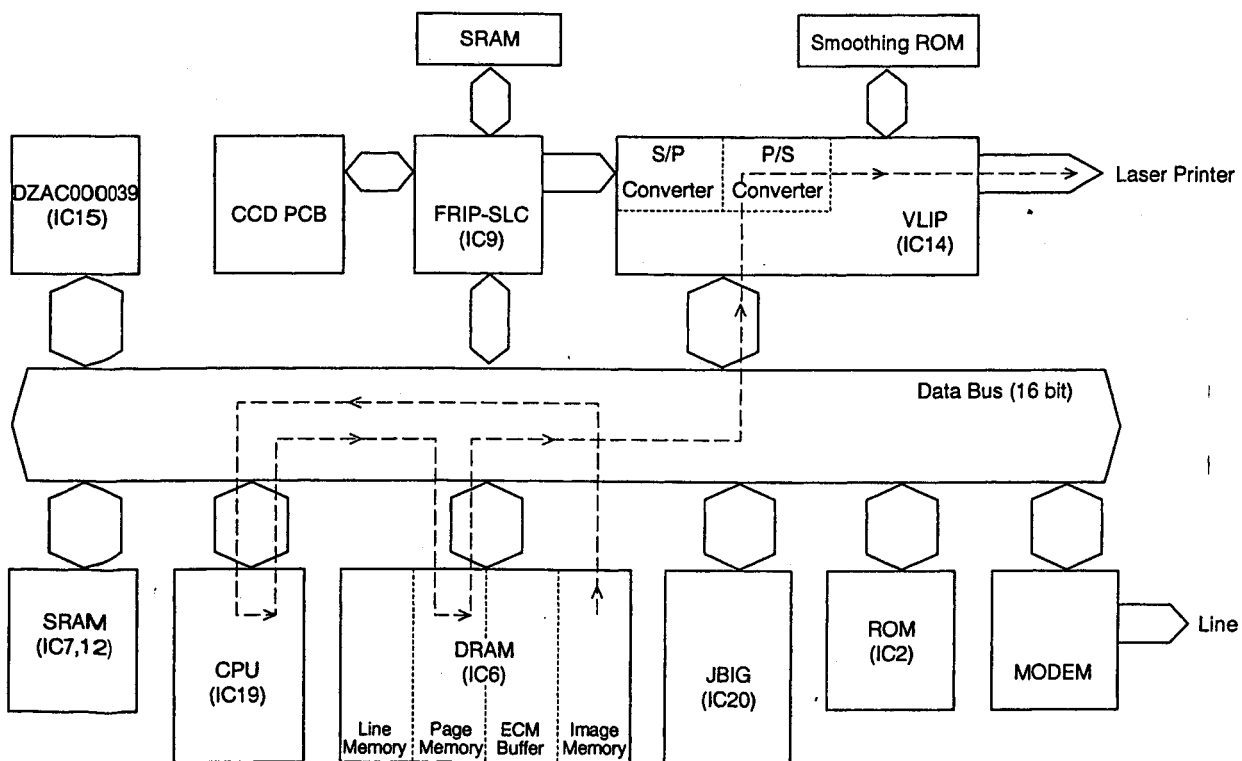 SRAM
Smoothing ROM
DZAC000039
(IC15)
CCD PCB
FRIP-SLC
(IC9)
S/P
Converter
P/S
Converter
VLIP
(IC14)
Laser Printer
Data Bus (16 bit)
SRAM
(IC7,12)
CPU
(IC19)
DRAM
(IC6)
Line
Memory
Page
Memory
ECM
Buffer
Image
Memory
JBIG
(IC20)
ROM
(IC2)
MODEM
Line